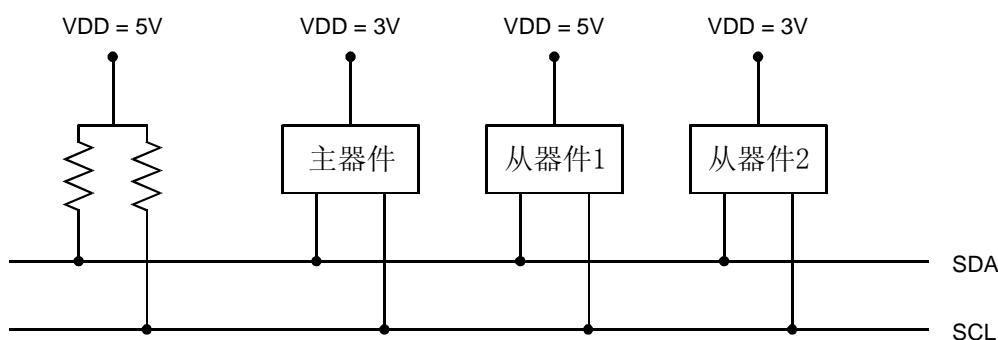 VDD = 5V
VDD = 3V
VDD = 5V
VDD = 3V
主器件
从器件1
从器件2
SDA
SCL